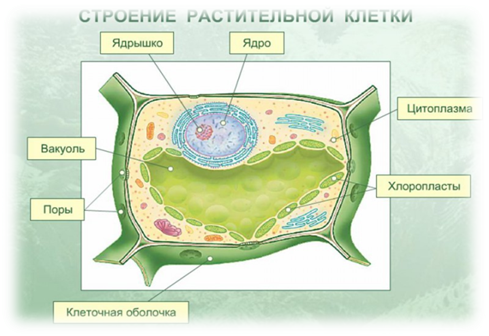 СТРОЕНИЕ РАСТИТЕЛЬНОЙ КЛЕТКИ
Ядрышко
Ядро
Цитоплазма
Вакуоль
Хлоропласты
Поры
Клеточная оболочка